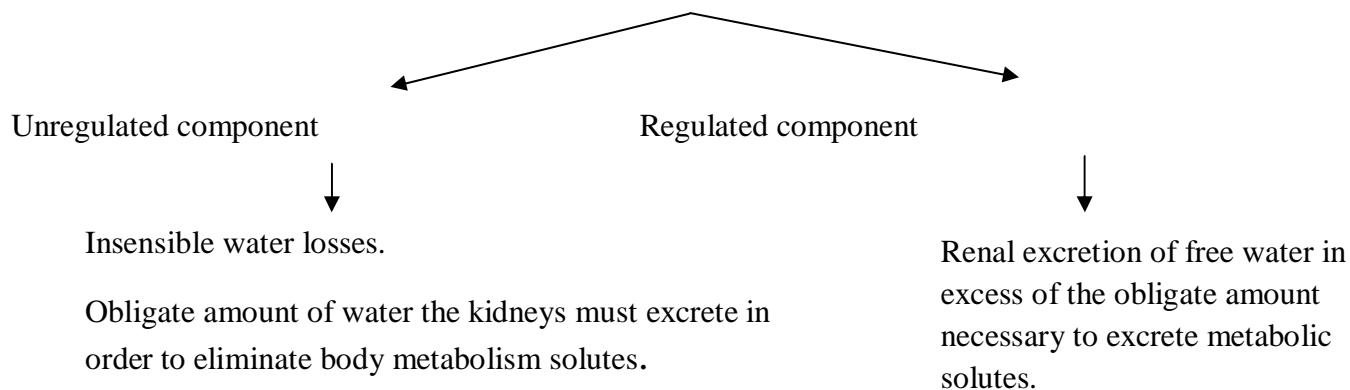 Unregulated component
Regulated component
Insensible water losses.
Obligate amount of water the kidneys must excrete in
order to eliminate body metabolism solutes.
Renal excretion of free water in
excess of the obligate amount
necessary to excrete metabolic
solutes.